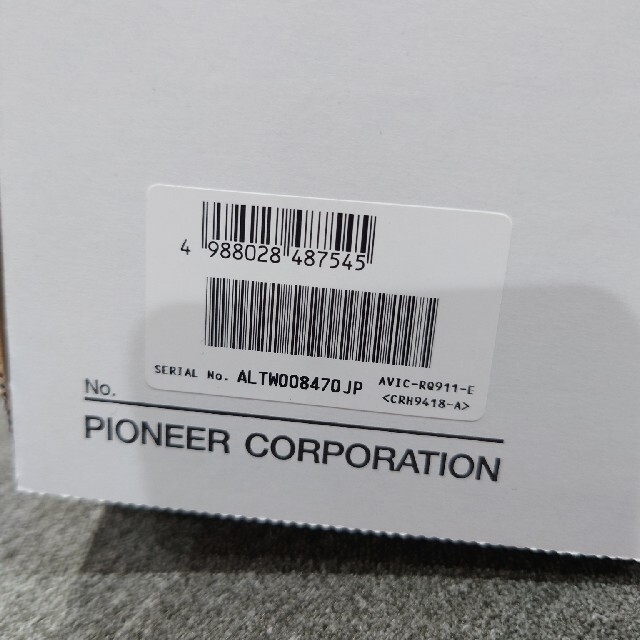 4 988028 487545
SERIAL No. ALTW008470JP AVIC-RQ911-E
<CRH9418-A>
No.
PIONEER CORPORATION